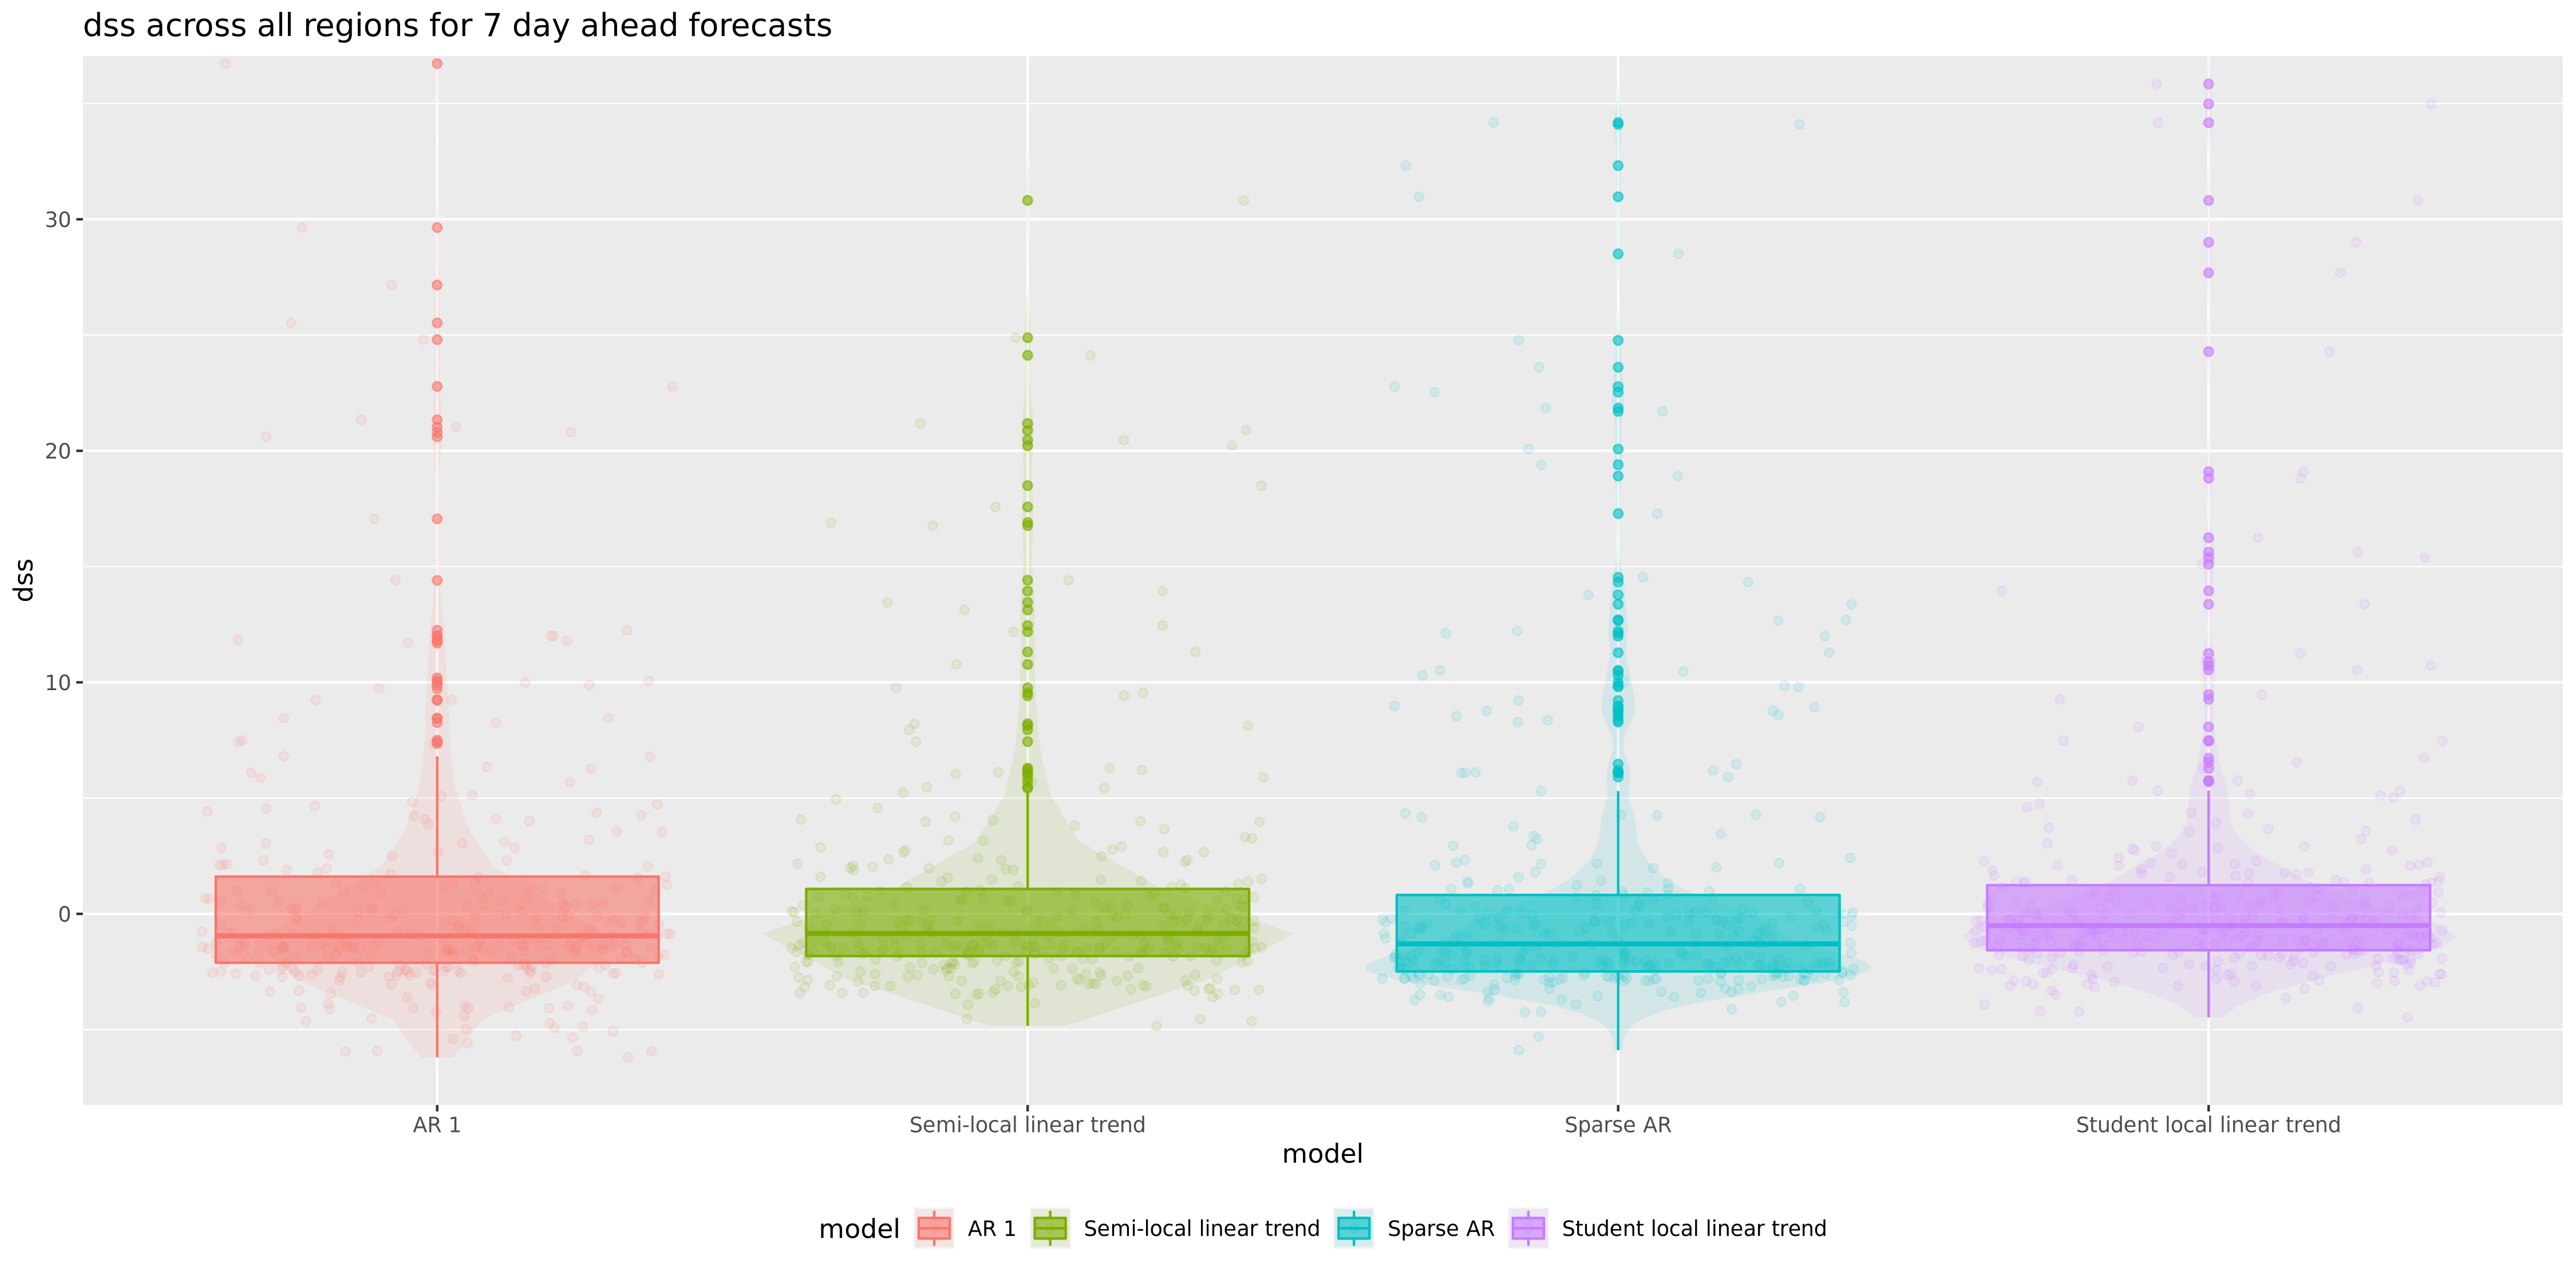 dss across all regions for 7 day ahead forecasts
30
20
10
0
dss
AR 1
Semi-local linear trend
Sparse AR
Student local linear trend
model
model
AR 1
Semi-local linear trend
Sparse AR
Student local linear trend